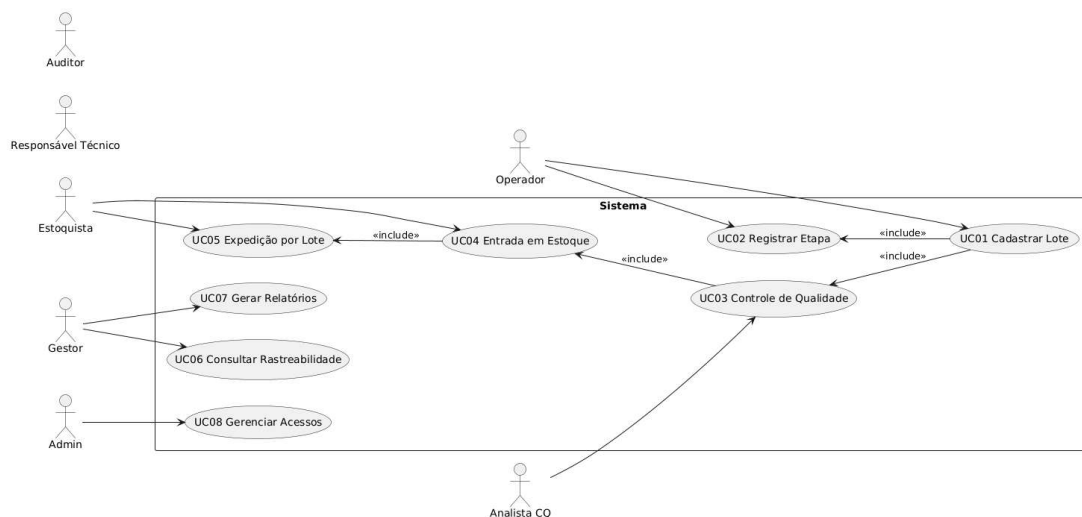 Auditor
Responsável Técnico
Operador
Estoquista
Sistema
UC05 Expedição por Lote
«include»
UC04 Entrada em Estoque
UC02 Registrar Etapa
«include»
UC01 Cadastrar Lote
«include»
«include»
UC03 Controle de Qualidade
UC07 Gerar Relatórios
Gestor
UC06 Consultar Rastreabilidade
UC08 Gerenciar Acessos
Admin
Analista CQ